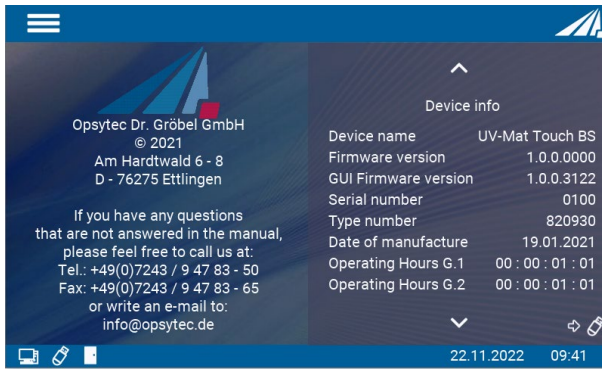 Opsytec Dr. Gröbel GmbH
© 2021
Am Hardtwald 6 - 8
D - 76275 Ettlingen
If you have any questions
that are not answered in the manual,
please feel free to call us at:
Tel.: +49(0)7243 / 9 47 83 - 50
Fax: +49(0)7243 / 9 47 83 - 65
or write an e-mail to:
info@opsytec.de
Device info
Device name UV-Mat Touch BS
Firmware version 1.0.0.0000
GUI Firmware version 1.0.0.3122
Serial number 0100
Type number 820930
Date of manufacture 19.01.2021
Operating Hours G.1 00 : 00 : 01 : 01
Operating Hours G.2 00 : 00 : 01 : 01
22.11.2022 09:41